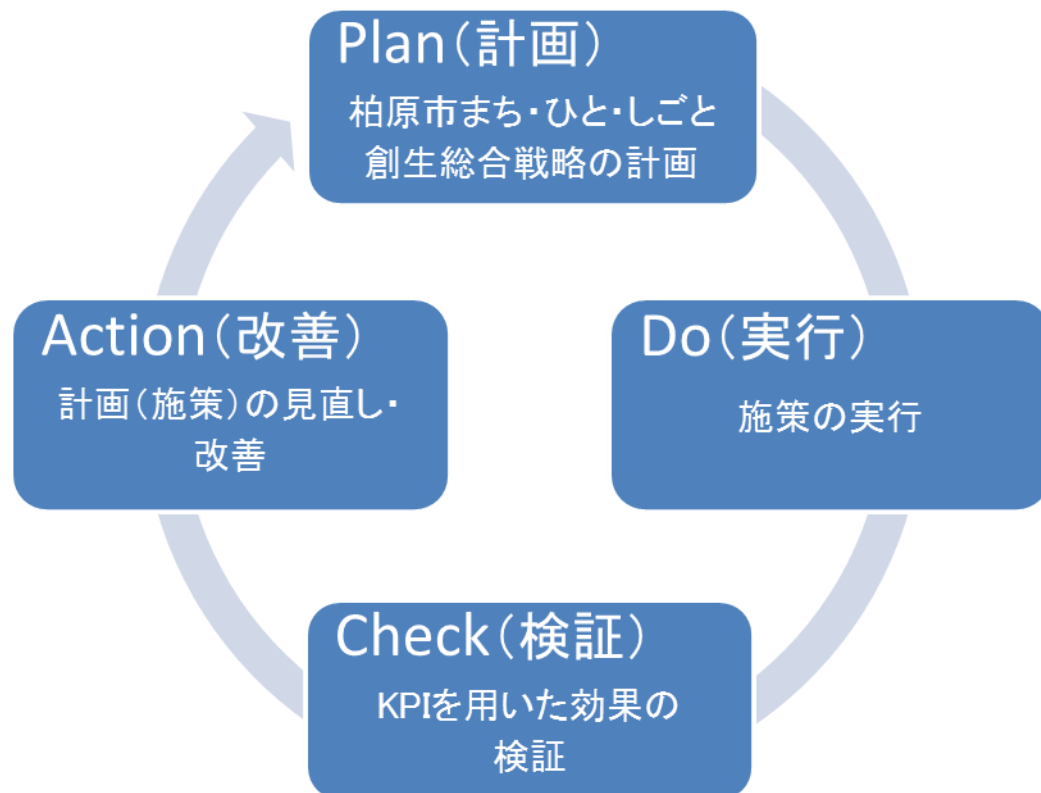 Plan（計画）
柏原市まち・ひと・しごと
創生総合戦略の計画
Action（改善）
計画（施策）の見直し・
改善
Do（実行）
施策の実行
Check（検証）
KPIを用いた効果の
検証